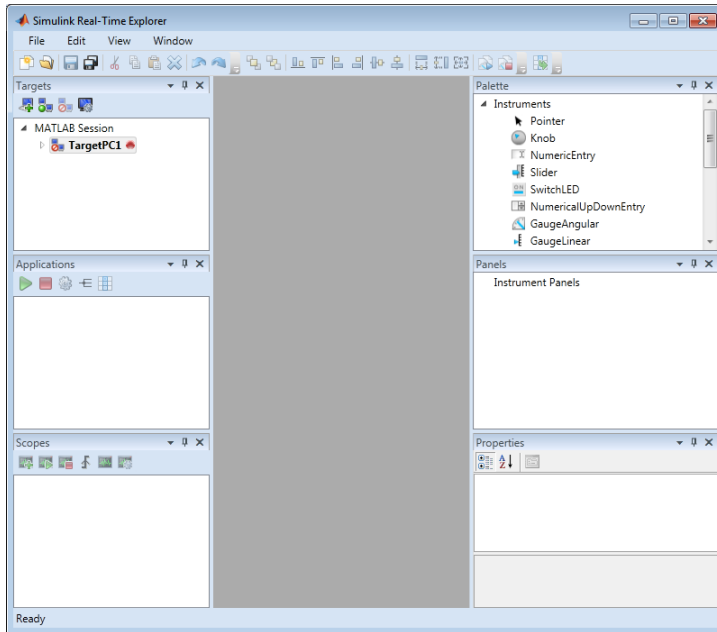 Simulink Real-Time Explorer
File Edit View Window
Targets
MATLAB Session
TargetPC1
Applications
Scopes
Palette
Instruments
Pointer
Knob
NumericEntry
Slider
SwitchLED
NumericalUpDownEntry
GaugeAngular
GaugeLinear
Panels
Instrument Panels
Properties
Ready